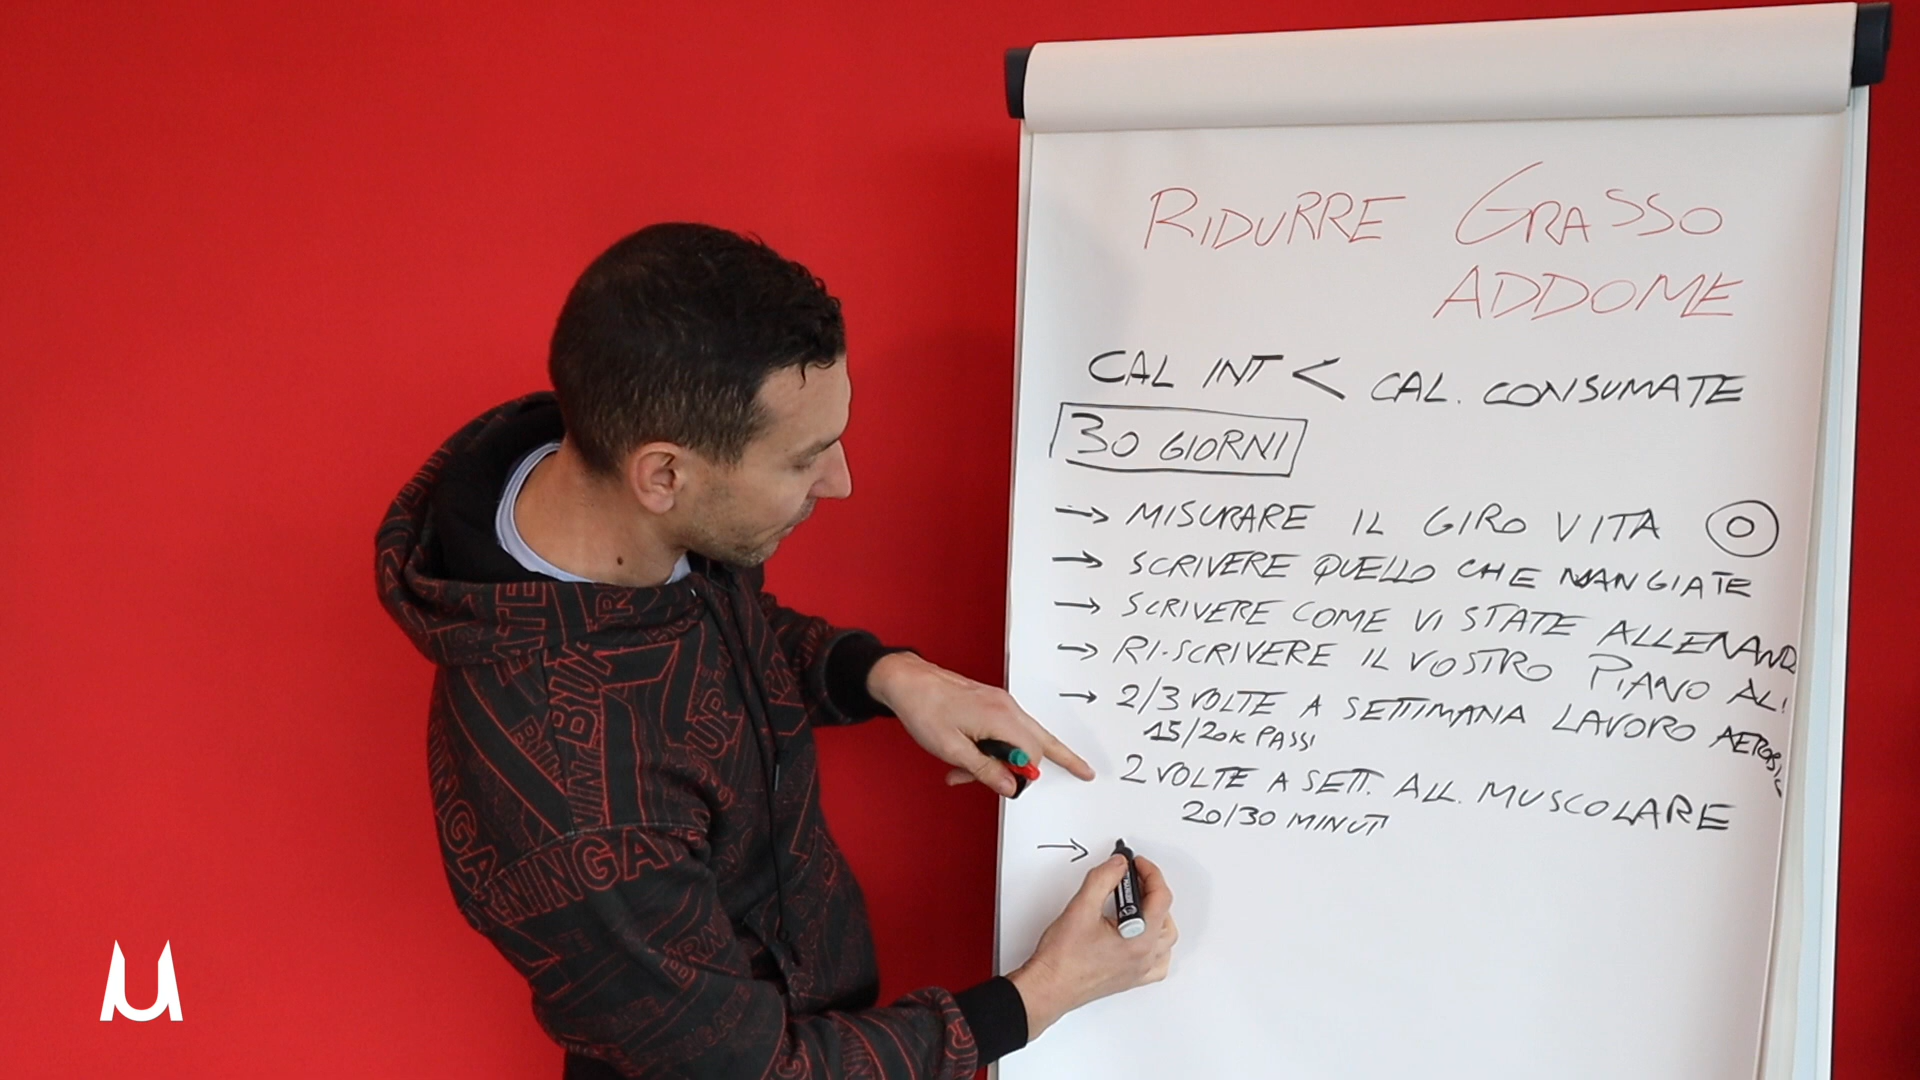 RIDURRE GRASSO
ADDOME
CAL INT < CAL. CONSUMATE
30 GIORNI
→ MISURARE IL GIRO VITA
→ SCRIVERE QUELLO CHE MANGIATE
→ SCRIVERE COME VI STATE ALLENAND
→ RI-SCRIVERE IL VOSTRO PIANO AL.
→ 2/3 VOLTE A SETTIMANA LAVORO AEROBIC
15/20K PASSI
2 VOLTE A SETT. ALL. MUSCOLARE
20/30 MINUTI
→